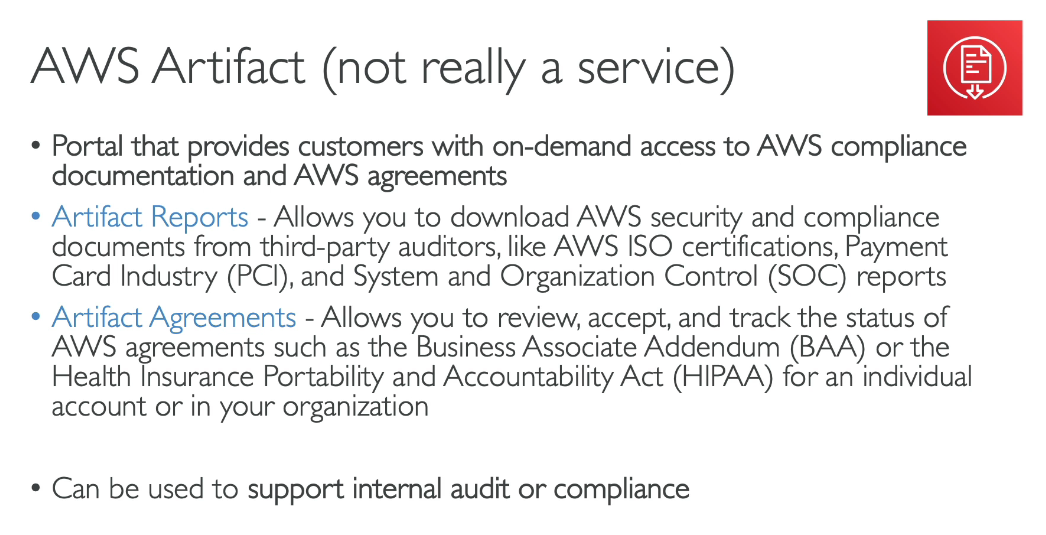 AWS Artifact (not really a service)
• Portal that provides customers with on-demand access to AWS compliance
documentation and AWS agreements
• Artifact Reports - Allows you to download AWS security and compliance
documents from third-party auditors, like AWS ISO certifications, Payment
Card Industry (PCI), and System and Organization Control (SOC) reports
• Artifact Agreements - Allows you to review, accept, and track the status of
AWS agreements such as the Business Associate Addendum (BAA) or the
Health Insurance Portability and Accountability Act (HIPAA) for an individual
account or in your organization
• Can be used to support internal audit or compliance